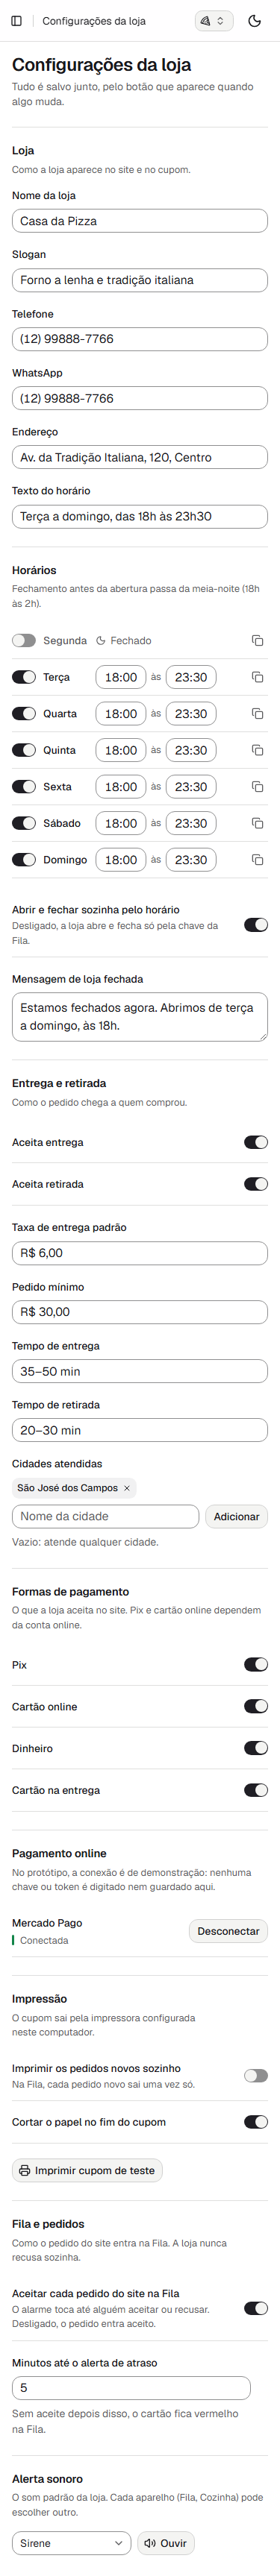 Configurações da loja
Configurações da loja
Tudo é salvo junto, pelo botão que aparece quando
algo muda.
Loja
Como a loja aparece no site e no cupom.
Nome da loja
Casa da Pizza
Slogan
Forno a lenha e tradição italiana
Telefone
(12) 99888-7766
WhatsApp
(12) 99888-7766
Endereço
Av. da Tradição Italiana, 120, Centro
Texto do horário
Terça a domingo, das 18h às 23h30
Horários
Fechamento antes da abertura passa da meia-noite (18h
às 2h).
Segunda Fechado
Terça 18:00 às 23:30
Quarta 18:00 às 23:30
Quinta 18:00 às 23:30
Sexta 18:00 às 23:30
Sábado 18:00 às 23:30
Domingo 18:00 às 23:30
Abrir e fechar sozinha pelo horário
Desligado, a loja abre e fecha só pela chave da
Fila.
Mensagem de loja fechada
Estamos fechados agora. Abrimos de terça
a domingo, às 18h.
Entrega e retirada
Como o pedido chega a quem comprou.
Aceita entrega
Aceita retirada
Taxa de entrega padrão
R$ 6,00
Pedido mínimo
R$ 30,00
Tempo de entrega
35–50 min
Tempo de retirada
20–30 min
Cidades atendidas
São José dos Campos ×
Nome da cidade Adicionar
Vazio: atende qualquer cidade.
Formas de pagamento
O que a loja aceita no site. Pix e cartão online dependem
da conta online.
Pix
Cartão online
Dinheiro
Cartão na entrega
Pagamento online
No protótipo, a conexão é de demonstração: nenhuma
chave ou token é digitado nem guardado aqui.
Mercado Pago
Conectada
Desconectar
Impressão
O cupom sai pela impressora configurada
neste computador.
Imprimir os pedidos novos sozinho
Na Fila, cada pedido novo sai uma vez só.
Cortar o papel no fim do cupom
Imprimir cupom de teste
Fila e pedidos
Como o pedido do site entra na Fila. A loja nunca
recusa sozinha.
Aceitar cada pedido do site na Fila
O alarme toca até alguém aceitar ou recusar.
Desligado, o pedido entra aceito.
Minutos até o alerta de atraso
5
Sem aceite depois disso, o cartão fica vermelho
na Fila.
Alerta sonoro
O som padrão da loja. Cada aparelho (Fila, Cozinha) pode
escolher outro.
Sirene Ouvir